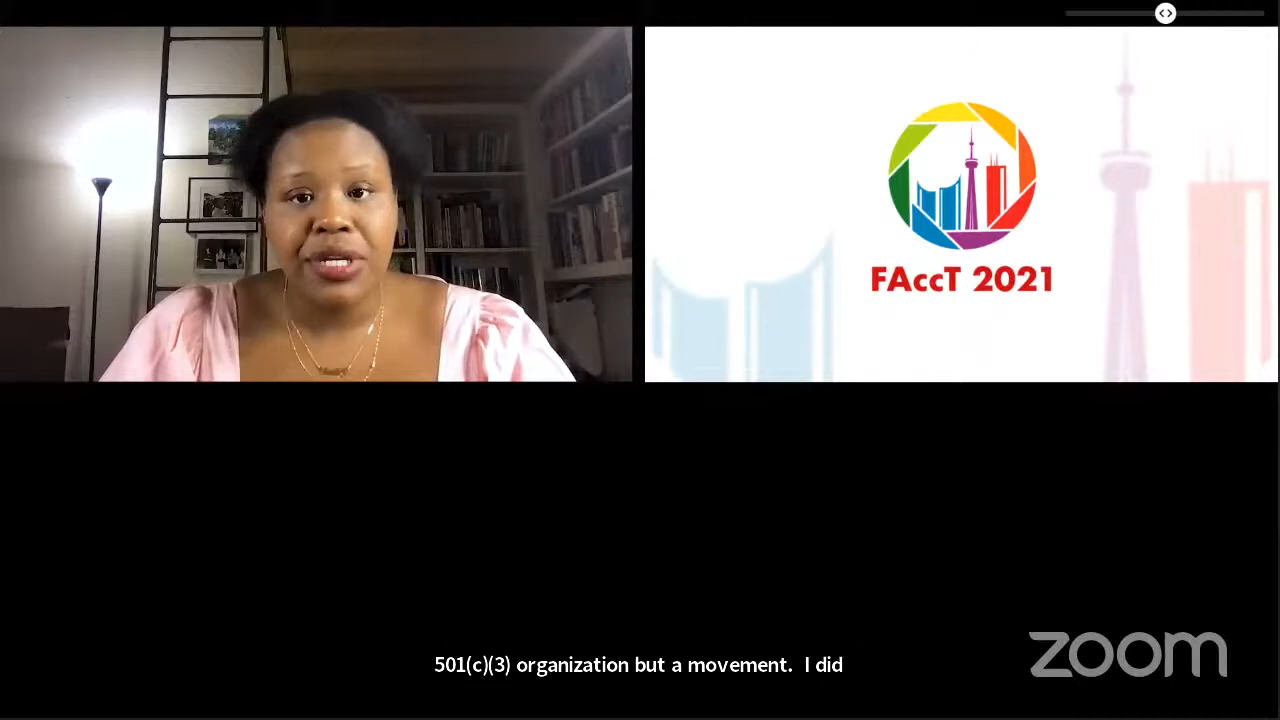 FAccT 2021
501(c)(3) organization but a movement.  I did
zoom